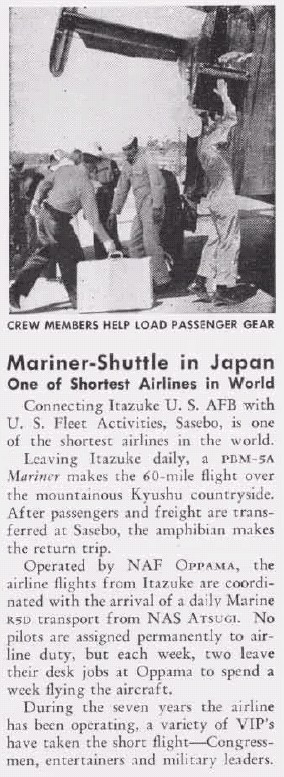 CREW MEMBERS HELP LOAD PASSENGER GEAR
Mariner-Shuttle in Japan
One of Shortest Airlines in World
Connecting Itazuke U. S. AFB with
U. S. Fleet Activities, Sasebo, is one
of the shortest airlines in the world.
Leaving Itazuke daily, a PBM-5A
Mariner makes the 60-mile flight over
the mountainous Kyushu countryside.
After passengers and freight are trans-
ferred at Sasebo, the amphibian makes
the return trip.
Operated by NAF OPPAMA, the
airline flights from Itazuke are coordi-
nated with the arrival of a daily Marine
R5D transport from NAS ATSUGI. No
pilots are assigned permanently to air-
line duty, but each week, two leave
their desk jobs at Oppama to spend a
week flying the aircraft.
During the seven years the airline
has been operating, a variety of VIP's
have taken the short flight—Congress-
men, entertainers and military leaders.